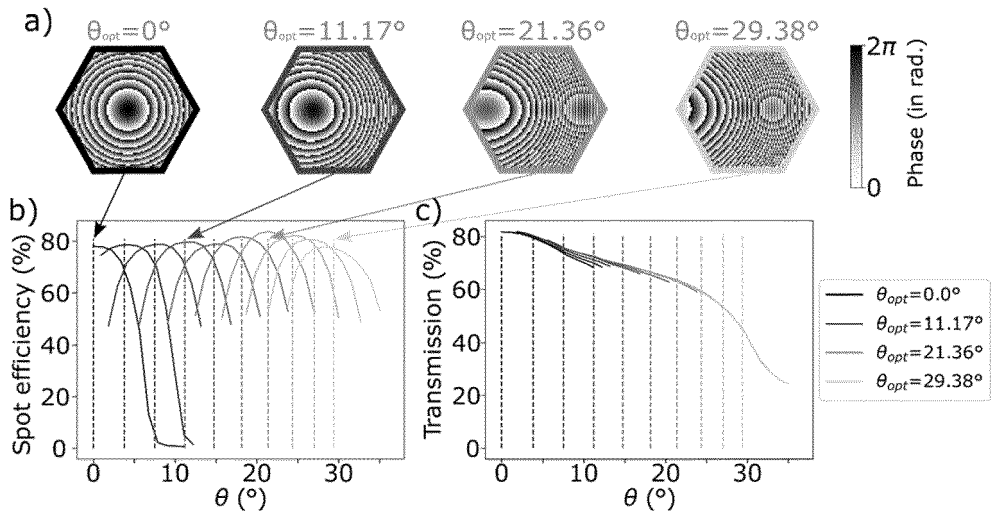 a)
θopt=0°
θopt=11.17°
θopt=21.36°
θopt=29.38°
2π
0
Phase (in rad.)
b)
Spot efficiency (%)
80
60
40
20
0
0
10
20
30
θ (°)
c)
Transmission (%)
80
60
40
20
0
0
10
20
30
θ (°)
θopt=0.0°
θopt=11.17°
θopt=21.36°
θopt=29.38°